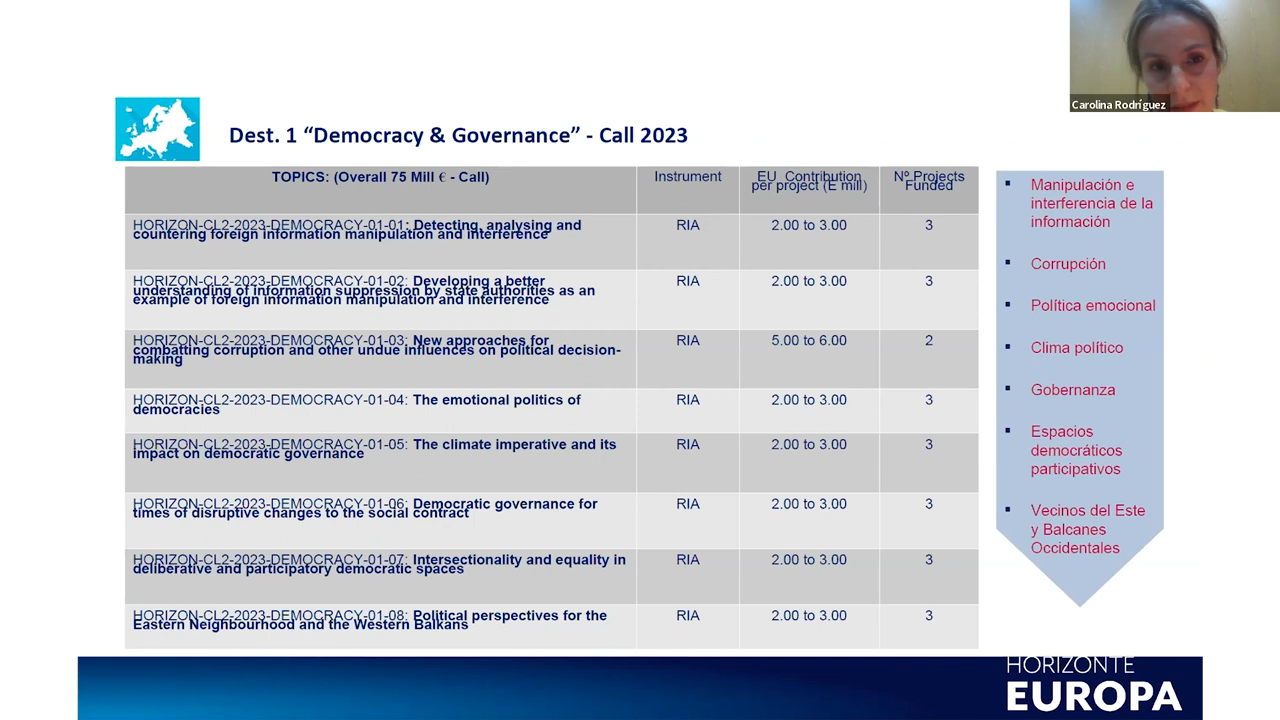 Carolina Rodríguez
Dest. 1 “Democracy & Governance” - Call 2023
TOPICS: (Overall 75 Mill € - Call)
Instrument
EU Contribution
per project (E mill)
Nº Projects
Funded
HORIZON-CL2-2023-DEMOCRACY-01-01: Detecting, analysing and
countering foreign information manipulation and interference
RIA
2.00 to 3.00
3
HORIZON-CL2-2023-DEMOCRACY-01-02: Developing a better
understanding of information suppression by state authorities as an
example of foreign information manipulation and interference
RIA
2.00 to 3.00
3
HORIZON-CL2-2023-DEMOCRACY-01-03: New approaches for
combatting corruption and other undue influences on political decision-
making
RIA
5.00 to 6.00
2
HORIZON-CL2-2023-DEMOCRACY-01-04: The emotional politics of
democracies
RIA
2.00 to 3.00
3
HORIZON-CL2-2023-DEMOCRACY-01-05: The climate imperative and its
impact on democratic governance
RIA
2.00 to 3.00
3
HORIZON-CL2-2023-DEMOCRACY-01-06: Democratic governance for
times of disruptive changes to the social contract
RIA
2.00 to 3.00
3
HORIZON-CL2-2023-DEMOCRACY-01-07: Intersectionality and equality in
deliberative and participatory democratic spaces
RIA
2.00 to 3.00
3
HORIZON-CL2-2023-DEMOCRACY-01-08: Political perspectives for the
Eastern Neighbourhood and the Western Balkans
RIA
2.00 to 3.00
3
▪ Manipulación e
interferencia de la
información
▪ Corrupción
▪ Política emocional
▪ Clima político
▪ Gobernanza
▪ Espacios
democráticos
participativos
▪ Vecinos del Este
y Balcanes
Occidentales
HORIZONTE
EUROPA